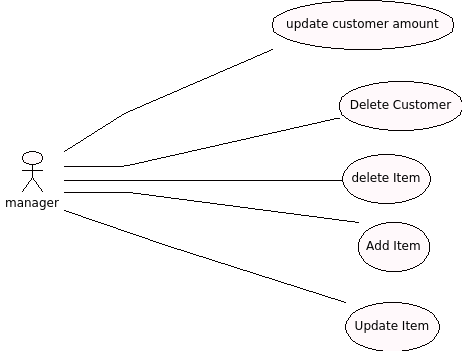 update customer amount
Delete Customer
delete Item
manager
Add Item
Update Item